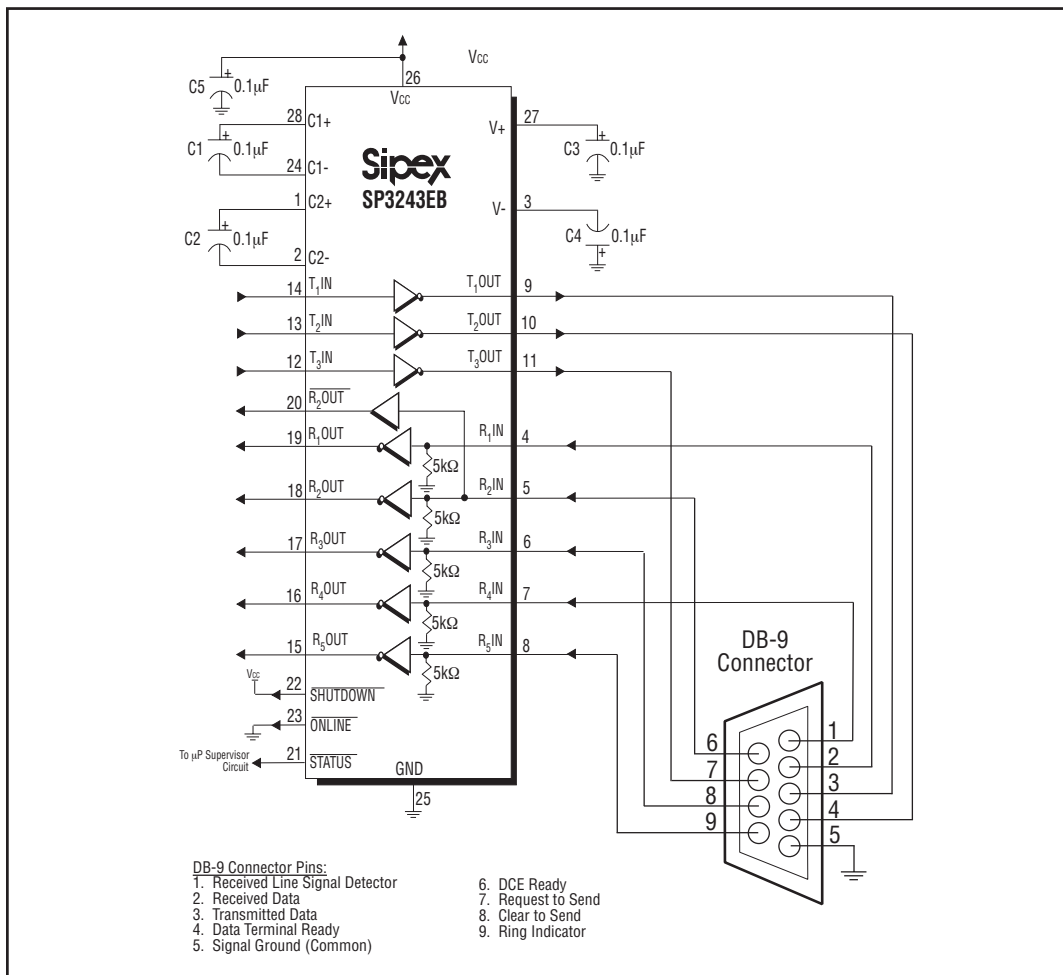 VCC
26
C5
+
0.1µF
VCC
28 C1+
C1
+
0.1µF
24 C1-
1 C2+
C2
+
0.1µF
2 C2-
Sipex
SP3243EB
V+ 27
C3
+
0.1µF
V- 3
C4
0.1µF
+
14 T1IN T1OUT 9
13 T2IN T2OUT 10
12 T3IN T3OUT 11
20 R2OUT
19 R1OUT R1IN 4
5kΩ
18 R2OUT R2IN 5
5kΩ
17 R3OUT R3IN 6
5kΩ
16 R4OUT R4IN 7
5kΩ
15 R5OUT R5IN 8
5kΩ
VCC
22 SHUTDOWN
23 ONLINE
To µP Supervisor
Circuit
21 STATUS
GND
25
DB-9
Connector
6
7
8
9
1
2
3
4
5
DB-9 Connector Pins:
1. Received Line Signal Detector
2. Received Data
3. Transmitted Data
4. Data Terminal Ready
5. Signal Ground (Common)
6. DCE Ready
7. Request to Send
8. Clear to Send
9. Ring Indicator